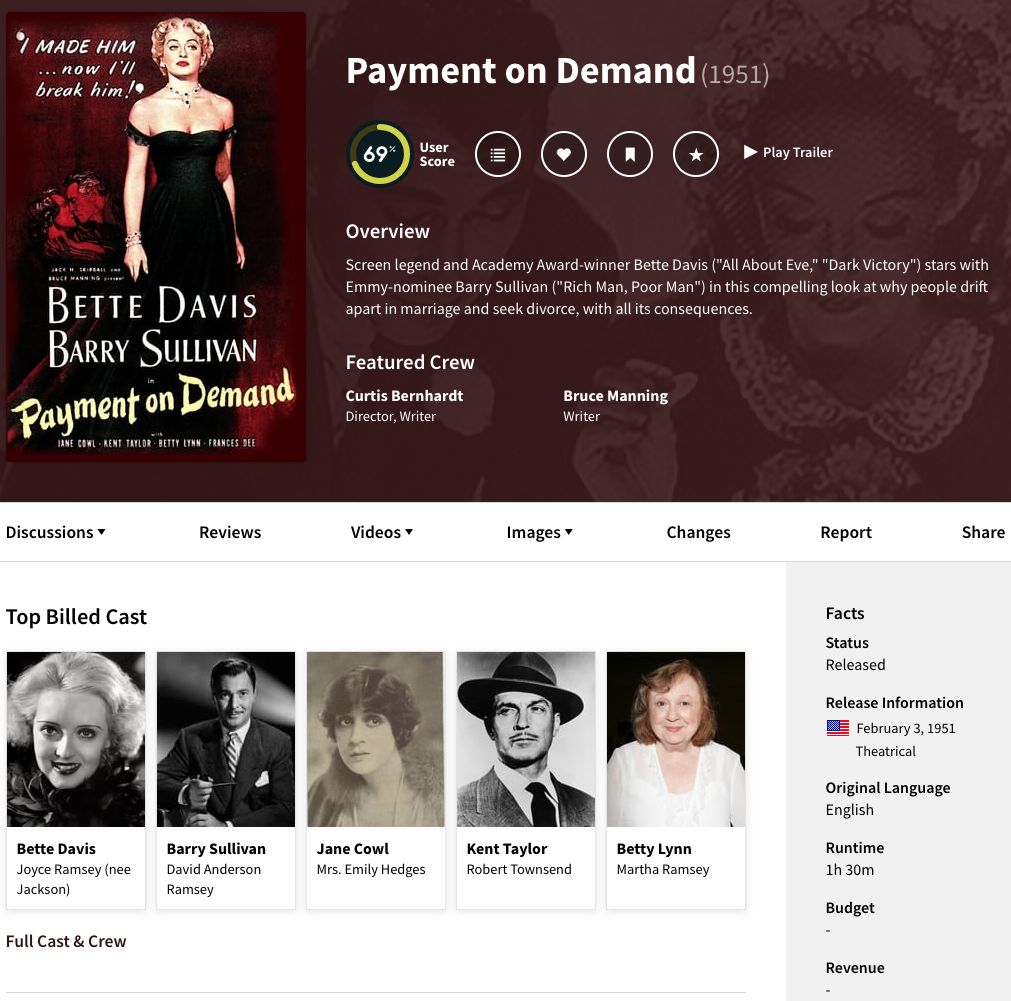 "I MADE HIM
...now I'll
break him!"
JACK H. SKIRBALL and
BRUCE MANNING present
BETTE DAVIS
BARRY SULLIVAN
in
Payment on Demand
with
JANE COWL · KENT TAYLOR · BETTY LYNN · FRANCES DEE
Payment on Demand (1951)
69%
User
Score
Play Trailer
Overview
Screen legend and Academy Award-winner Bette Davis ("All About Eve," "Dark Victory") stars with
Emmy-nominee Barry Sullivan ("Rich Man, Poor Man") in this compelling look at why people drift
apart in marriage and seek divorce, with all its consequences.
Featured Crew
Curtis Bernhardt
Director, Writer
Bruce Manning
Writer
Discussions
Reviews
Videos
Images
Changes
Report
Share
Top Billed Cast
Bette Davis
Joyce Ramsey (nee
Jackson)
Barry Sullivan
David Anderson
Ramsey
Jane Cowl
Mrs. Emily Hedges
Kent Taylor
Robert Townsend
Betty Lynn
Martha Ramsey
Full Cast & Crew
Facts
Status
Released
Release Information
February 3, 1951
Theatrical
Original Language
English
Runtime
1h 30m
Budget
-
Revenue
-